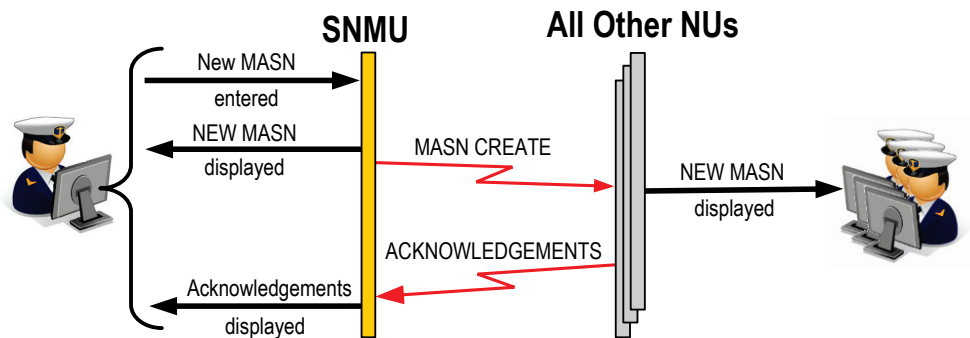 SNMU
All Other NUs
New MASN
entered
NEW MASN
displayed
MASN CREATE
NEW MASN
displayed
ACKNOWLEDGEMENTS
Acknowledgements
displayed